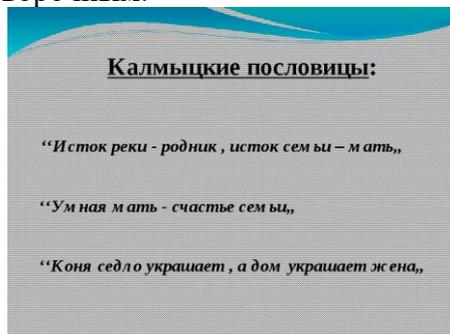 Калмыцкие пословицы:
‘‘Исток реки - родник , исток семьи – мать„
‘‘Умная мать - счастье семьи„
‘‘Коня седло украшает , а дом украшает жена„